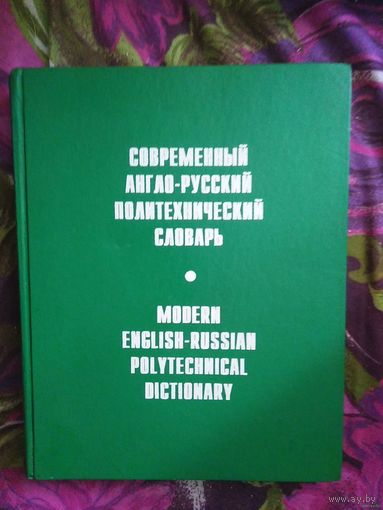 СОВРЕМЕННЫЙ
АНГЛО-РУССКИЙ
ПОЛИТЕХНИЧЕСКИЙ
СЛОВАРЬ
MODERN
ENGLISH-RUSSIAN
POLYTECHNICAL
DICTIONARY
www.ay.by